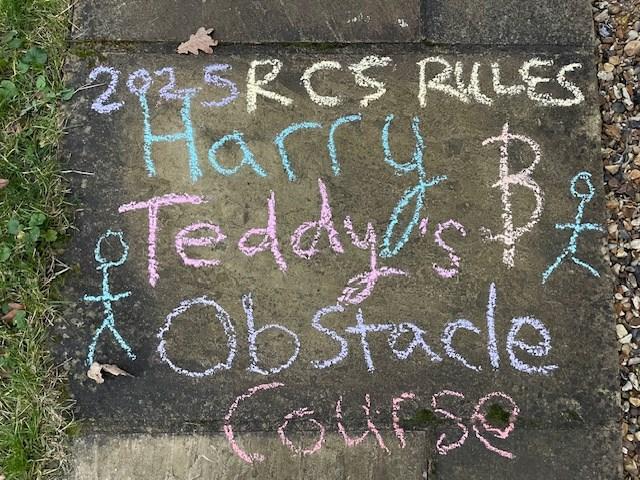 2025 RCS RULES
Harry B
Teddy's
Obstacle
Course